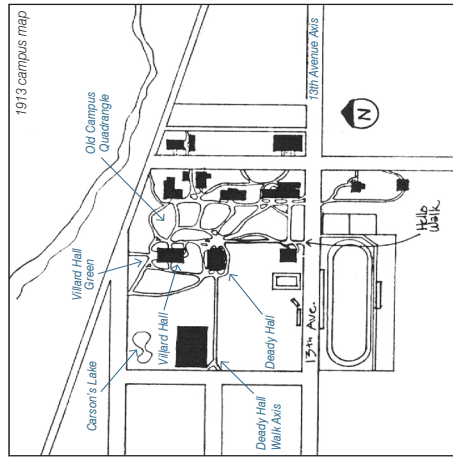 1913 campus map
Old Campus
Quadrangle
Villard Hall
Green
Villard Hall
Carson's Lake
Deady Hall
Deady Hall
Walk Axis
13th Avenue Axis
13th Ave.
Hello
Walk
N